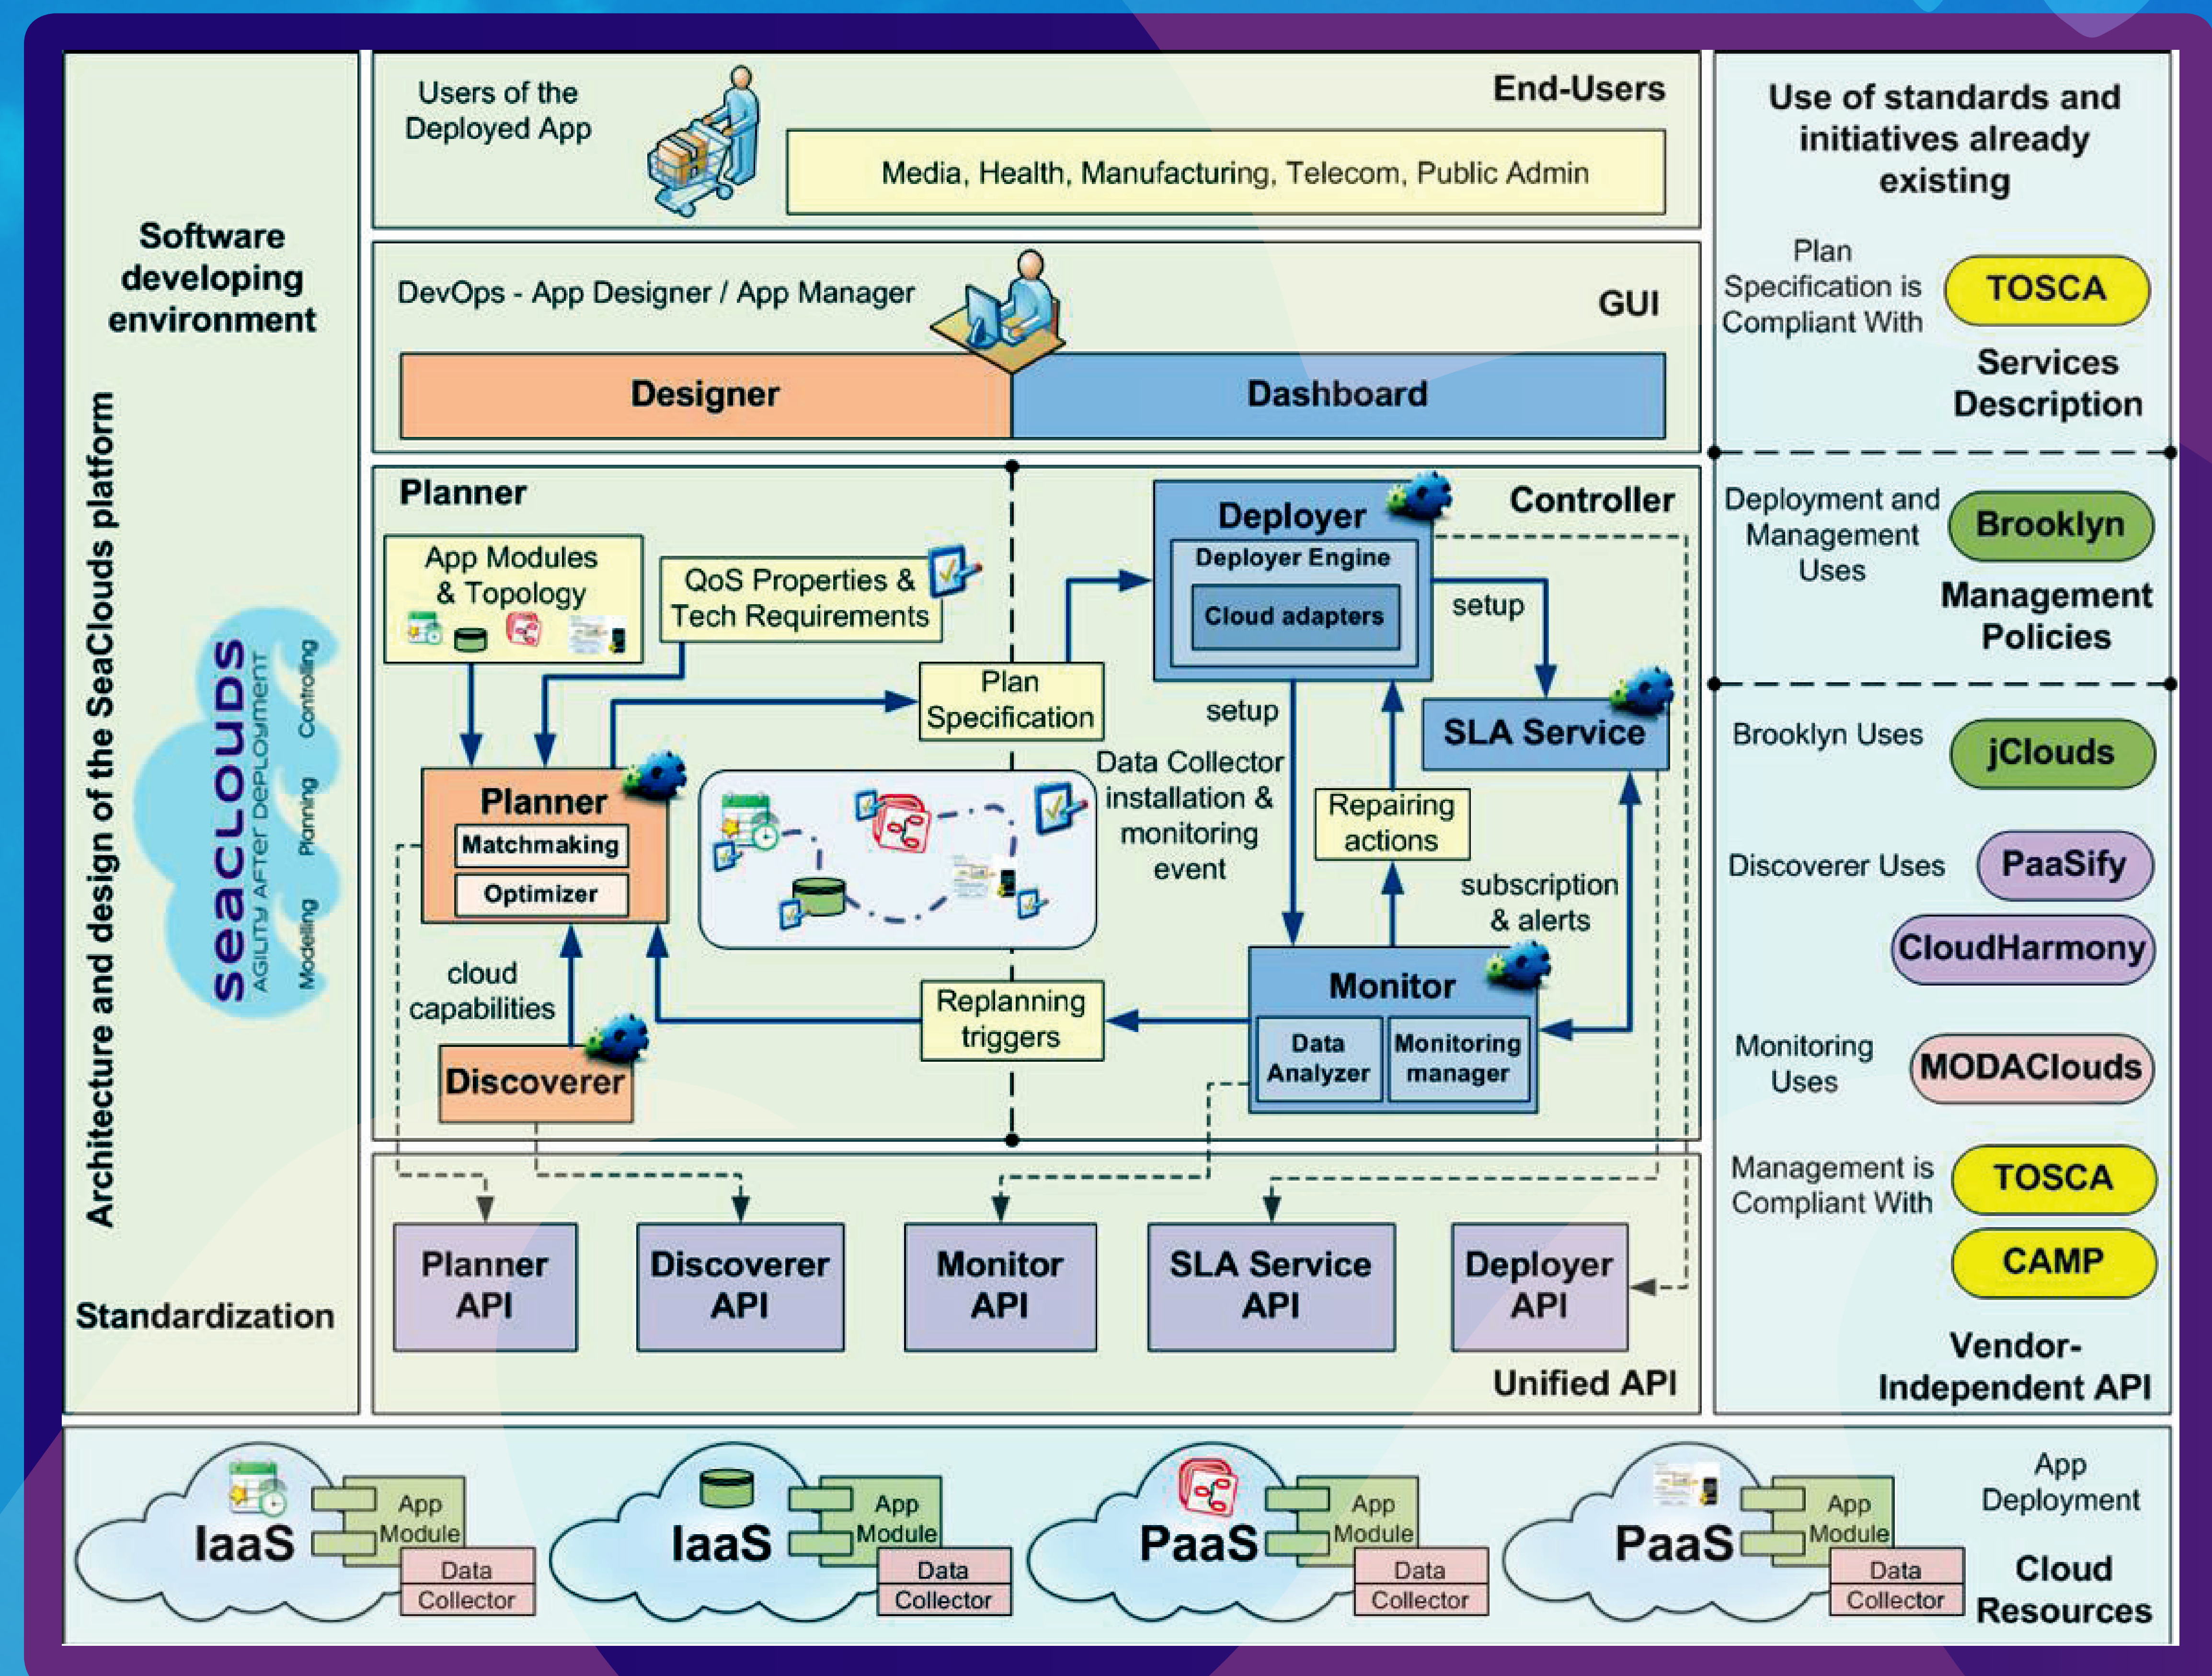 Software
developing
environment
Architecture and design of the SeaClouds platform
seaclouds
AGILITY AFTER DEPLOYMENT
Modelling Planning Controlling
Standardization
Users of the
Deployed App
End-Users
Media, Health, Manufacturing, Telecom, Public Admin
DevOps - App Designer / App Manager
GUI
Designer
Dashboard
Planner
Controller
App Modules
& Topology
QoS Properties &
Tech Requirements
Plan
Specification
Planner
Matchmaking
Optimizer
cloud
capabilities
Discoverer
Replanning
triggers
Deployer
Deployer Engine
Cloud adapters
setup
setup
SLA Service
Data Collector
installation &
monitoring
event
Repairing
actions
subscription
& alerts
Monitor
Data
Analyzer
Monitoring
manager
Planner
API
Discoverer
API
Monitor
API
SLA Service
API
Deployer
API
Unified API
Use of standards and
initiatives already
existing
Plan
Specification is
Compliant With
TOSCA
Services
Description
Deployment and
Management
Uses
Brooklyn
Management
Policies
Brooklyn Uses
jClouds
Discoverer Uses
PaaSify
CloudHarmony
Monitoring
Uses
MODAClouds
Management is
Compliant With
TOSCA
CAMP
Vendor-
Independent API
IaaS
App
Module
Data
Collector
IaaS
App
Module
Data
Collector
PaaS
App
Module
Data
Collector
PaaS
App
Module
Data
Collector
App
Deployment
Cloud
Resources